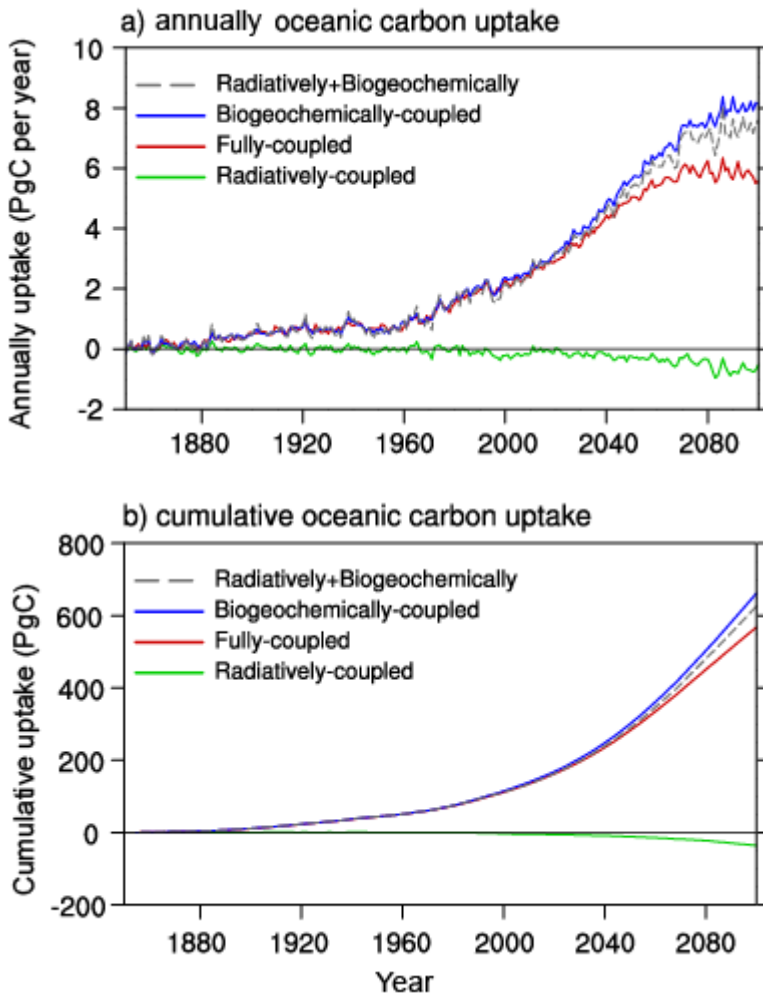 a) annually oceanic carbon uptake
10
8
6
4
2
0
-2
Annually uptake (PgC per year)
Radiatively+Biogeochemically
Biogeochemically-coupled
Fully-coupled
Radiatively-coupled
1880 1920 1960 2000 2040 2080
b) cumulative oceanic carbon uptake
800
600
400
200
0
-200
Cumulative uptake (PgC)
Radiatively+Biogeochemically
Biogeochemically-coupled
Fully-coupled
Radiatively-coupled
1880 1920 1960 2000 2040 2080
Year